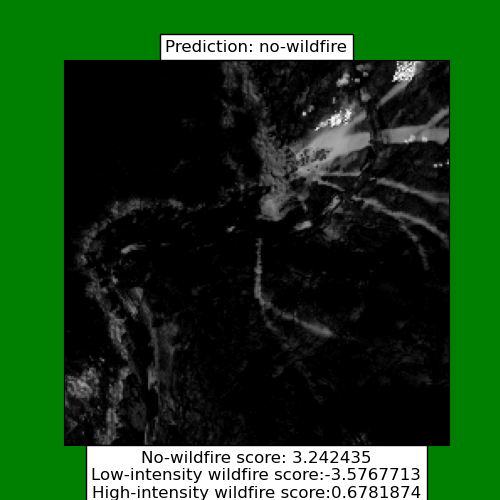 Prediction: no-wildfire
No-wildfire score: 3.242435
Low-intensity wildfire score:-3.5767713
High-intensity wildfire score:0.6781874